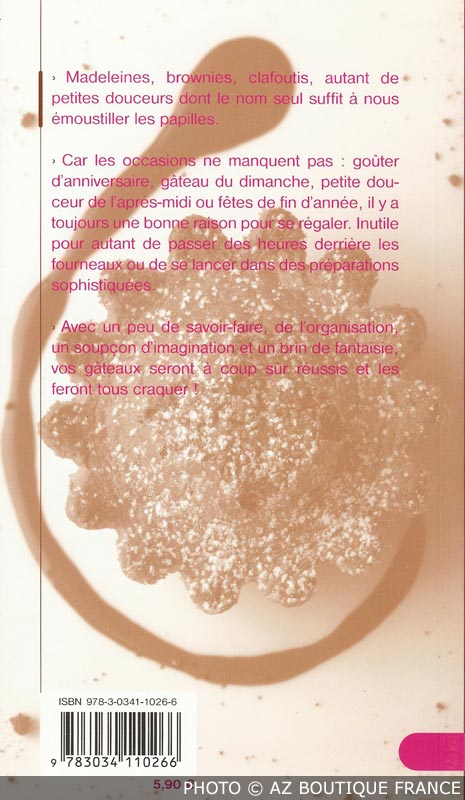 › Madeleines, brownies, clafoutis, autant de
petites douceurs dont le nom seul suffit à nous
émoustiller les papilles.
› Car les occasions ne manquent pas : goûter
d'anniversaire, gâteau du dimanche, petite dou-
ceur de l'après-midi ou fêtes de fin d'année, il y a
toujours une bonne raison pour se régaler. Inutile
pour autant de passer des heures derrière les
fourneaux ou de se lancer dans des préparations
sophistiquées.
› Avec un peu de savoir-faire, de l'organisation,
un soupçon d'imagination et un brin de fantaisie,
vos gâteaux seront à coup sûr réussis et les
feront tous craquer !
ISBN 978-3-0341-1026-6
9 783034 110266
5,90 €
PHOTO © AZ BOUTIQUE FRANCE